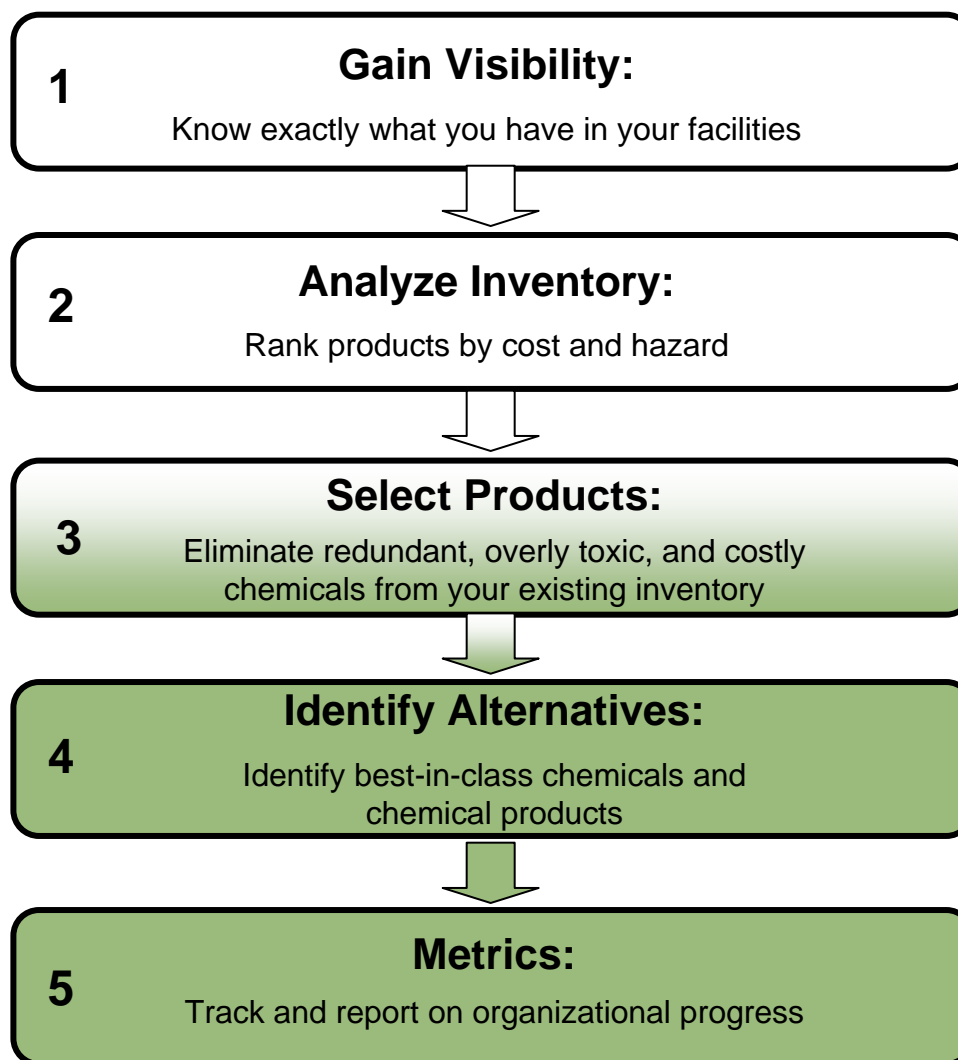 1
Gain Visibility:
Know exactly what you have in your facilities
2
Analyze Inventory:
Rank products by cost and hazard
3
Select Products:
Eliminate redundant, overly toxic, and costly
chemicals from your existing inventory
4
Identify Alternatives:
Identify best-in-class chemicals and
chemical products
5
Metrics:
Track and report on organizational progress